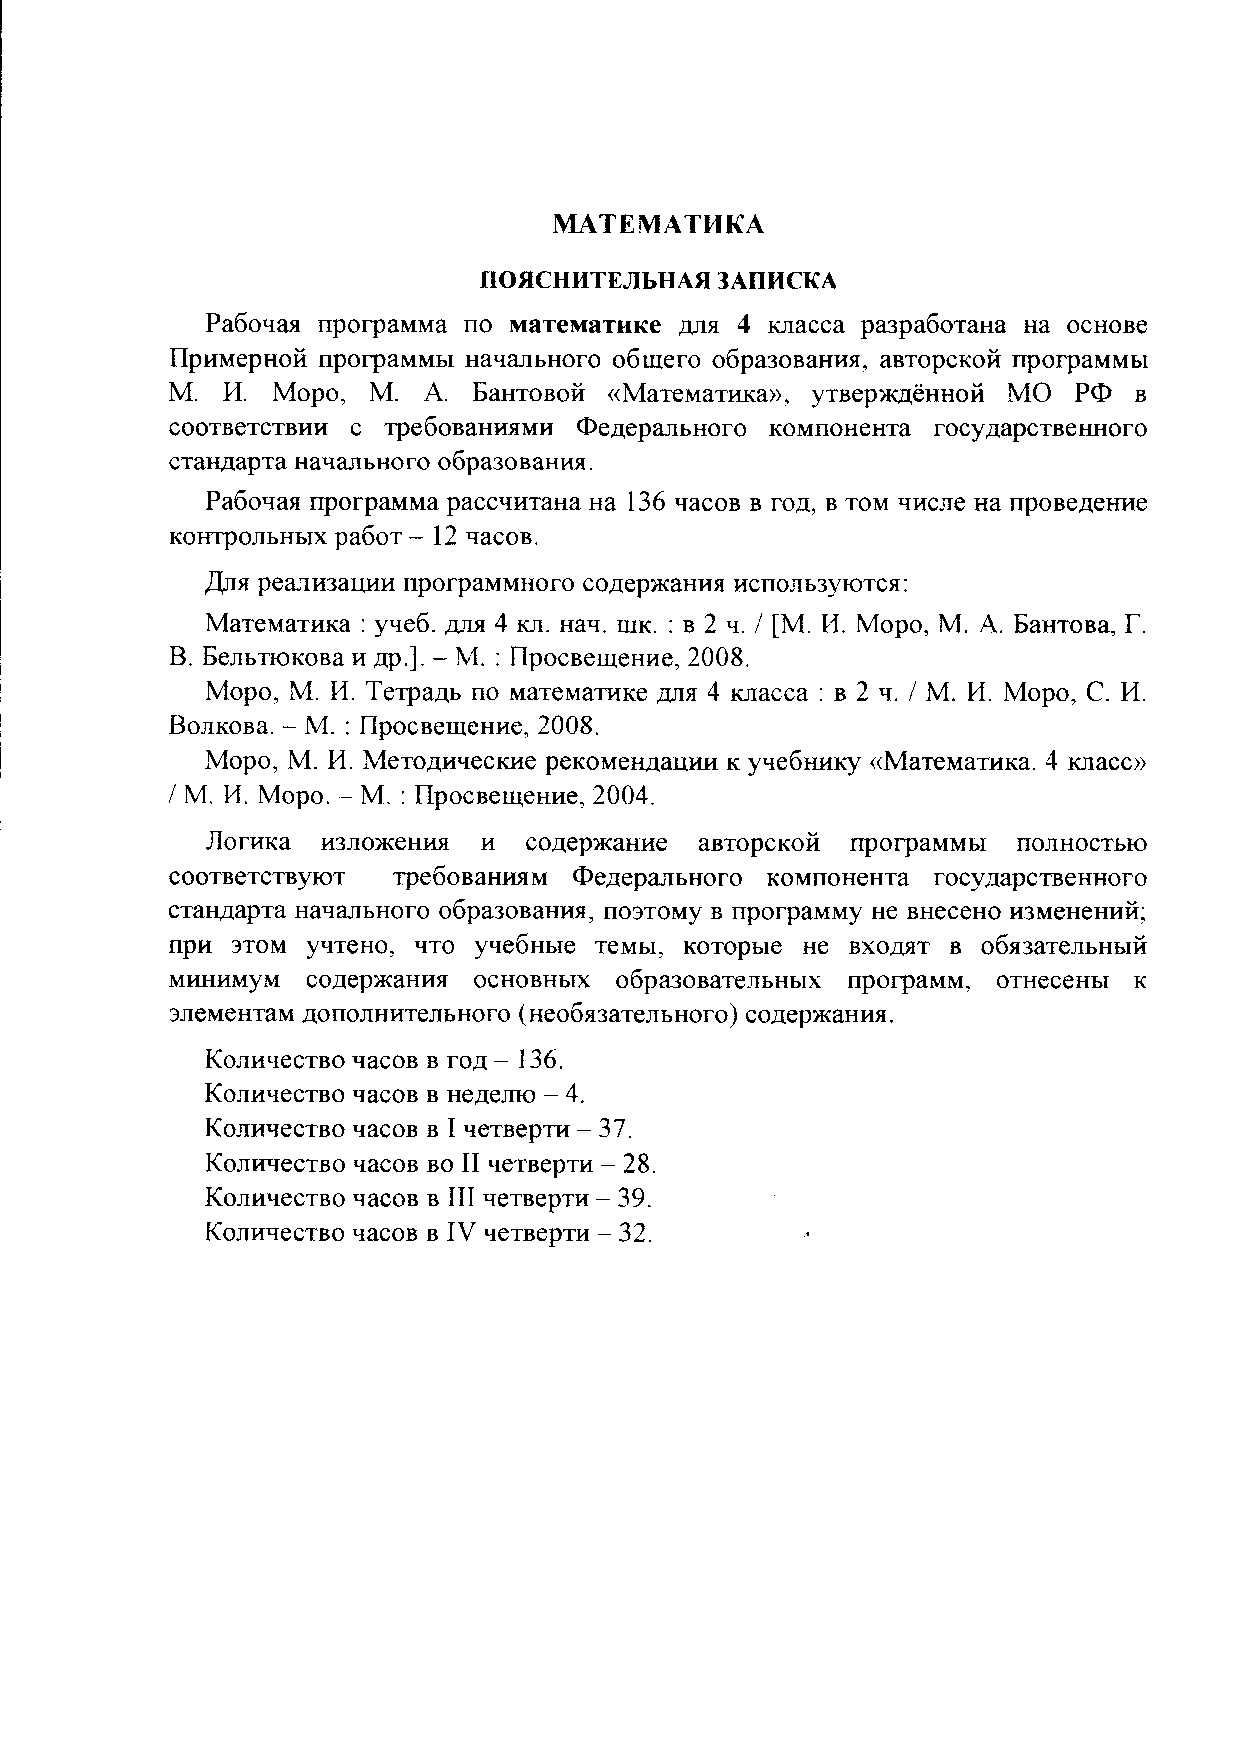 МАТЕМАТИКА
ПОЯСНИТЕЛЬНАЯ ЗАПИСКА
Рабочая программа по математике для 4 класса разработана на основе
Примерной программы начального общего образования, авторской программы
М. И. Моро, М. А. Бантовой «Математика», утверждённой МО РФ в
соответствии с требованиями Федерального компонента государственного
стандарта начального образования.
Рабочая программа рассчитана на 136 часов в год, в том числе на проведение
контрольных работ – 12 часов.
Для реализации программного содержания используются:
Математика : учеб. для 4 кл. нач. шк. : в 2 ч. / [М. И. Моро, М. А. Бантова, Г.
В. Бельтюкова и др.]. – М. : Просвещение, 2008.
Моро, М. И. Тетрадь по математике для 4 класса : в 2 ч. / М. И. Моро, С. И.
Волкова. – М. : Просвещение, 2008.
Моро, М. И. Методические рекомендации к учебнику «Математика. 4 класс»
/ М. И. Моро. – М. : Просвещение, 2004.
Логика изложения и содержание авторской программы полностью
соответствуют требованиям Федерального компонента государственного
стандарта начального образования, поэтому в программу не внесено изменений;
при этом учтено, что учебные темы, которые не входят в обязательный
минимум содержания основных образовательных программ, отнесены к
элементам дополнительного (необязательного) содержания.
Количество часов в год – 136.
Количество часов в неделю – 4.
Количество часов в I четверти – 37.
Количество часов во II четверти – 28.
Количество часов в III четверти – 39.
Количество часов в IV четверти – 32.